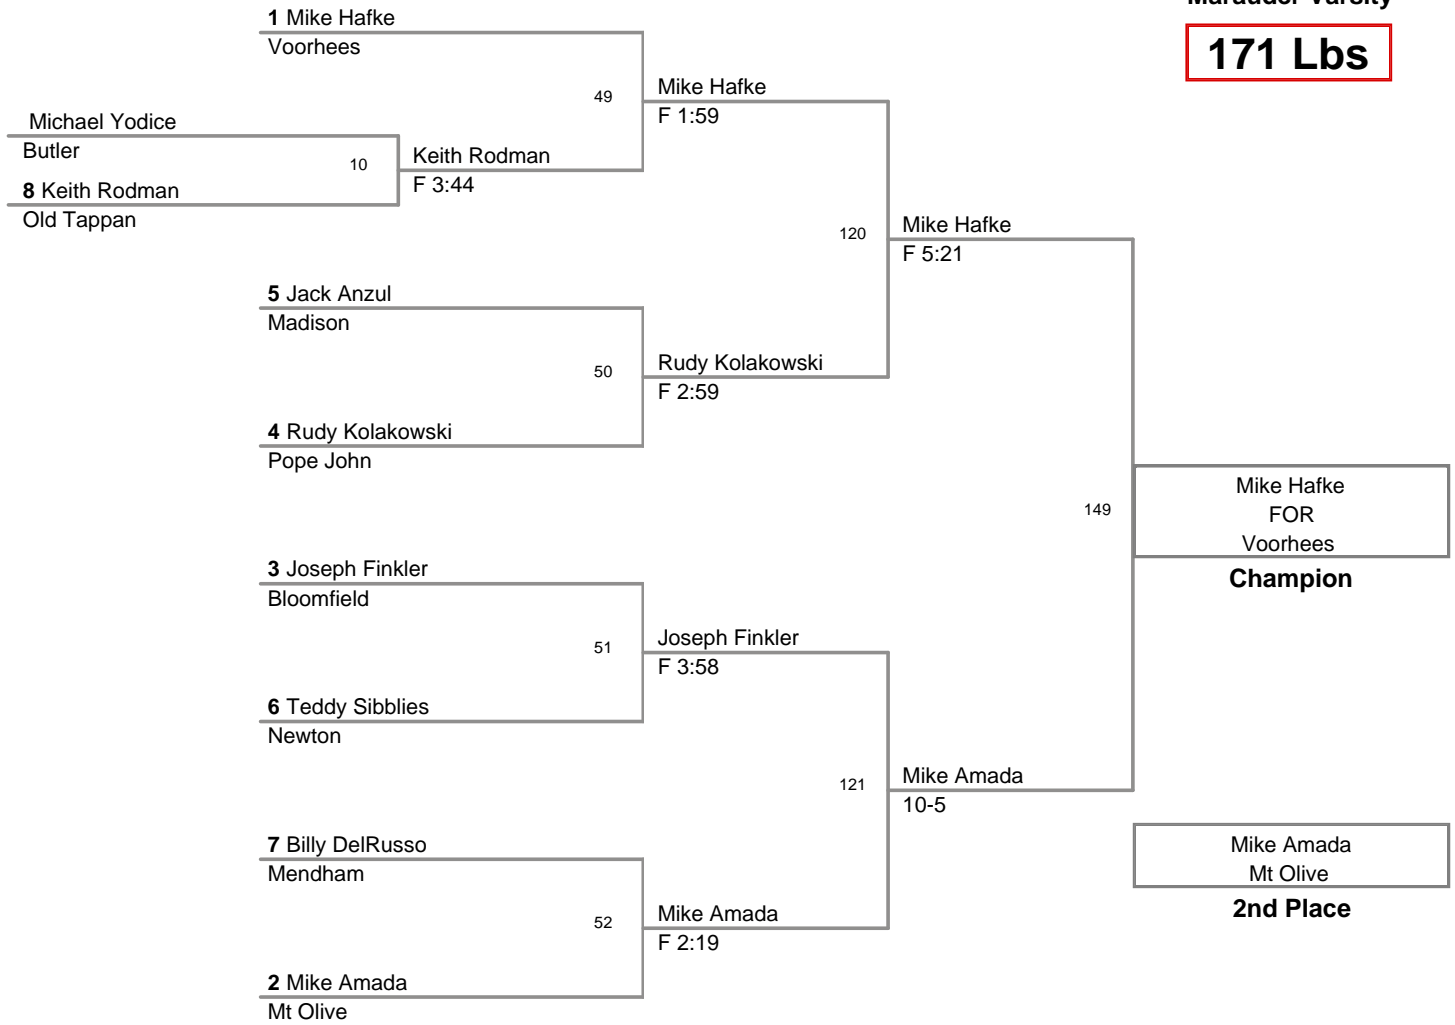 Marauder Varsity
171 Lbs
1 Mike Hafke
Voorhees
49
Mike Hafke
F 1:59
Michael Yodice
Butler
10
Keith Rodman
F 3:44
8 Keith Rodman
Old Tappan
120
Mike Hafke
F 5:21
5 Jack Anzul
Madison
50
Rudy Kolakowski
F 2:59
4 Rudy Kolakowski
Pope John
149
Mike Hafke
FOR
Voorhees
Champion
3 Joseph Finkler
Bloomfield
51
Joseph Finkler
F 3:58
6 Teddy Sibblies
Newton
121
Mike Amada
10-5
7 Billy DelRusso
Mendham
52
Mike Amada
F 2:19
2 Mike Amada
Mt Olive
Mike Amada
Mt Olive
2nd Place